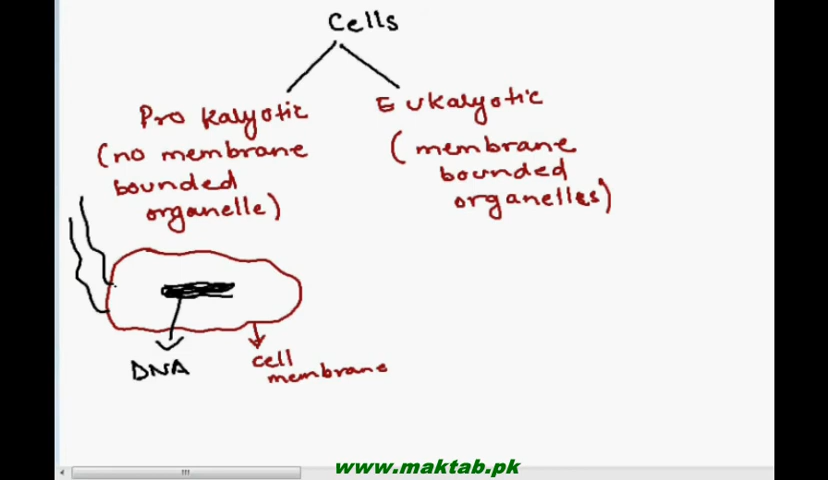 Cells
Pro kalyotic
(no membrane
bounded
organelle)
Eukalyotic
(membrane
bounded
organelles)
DNA
cell
membrane
www.maktab.pk